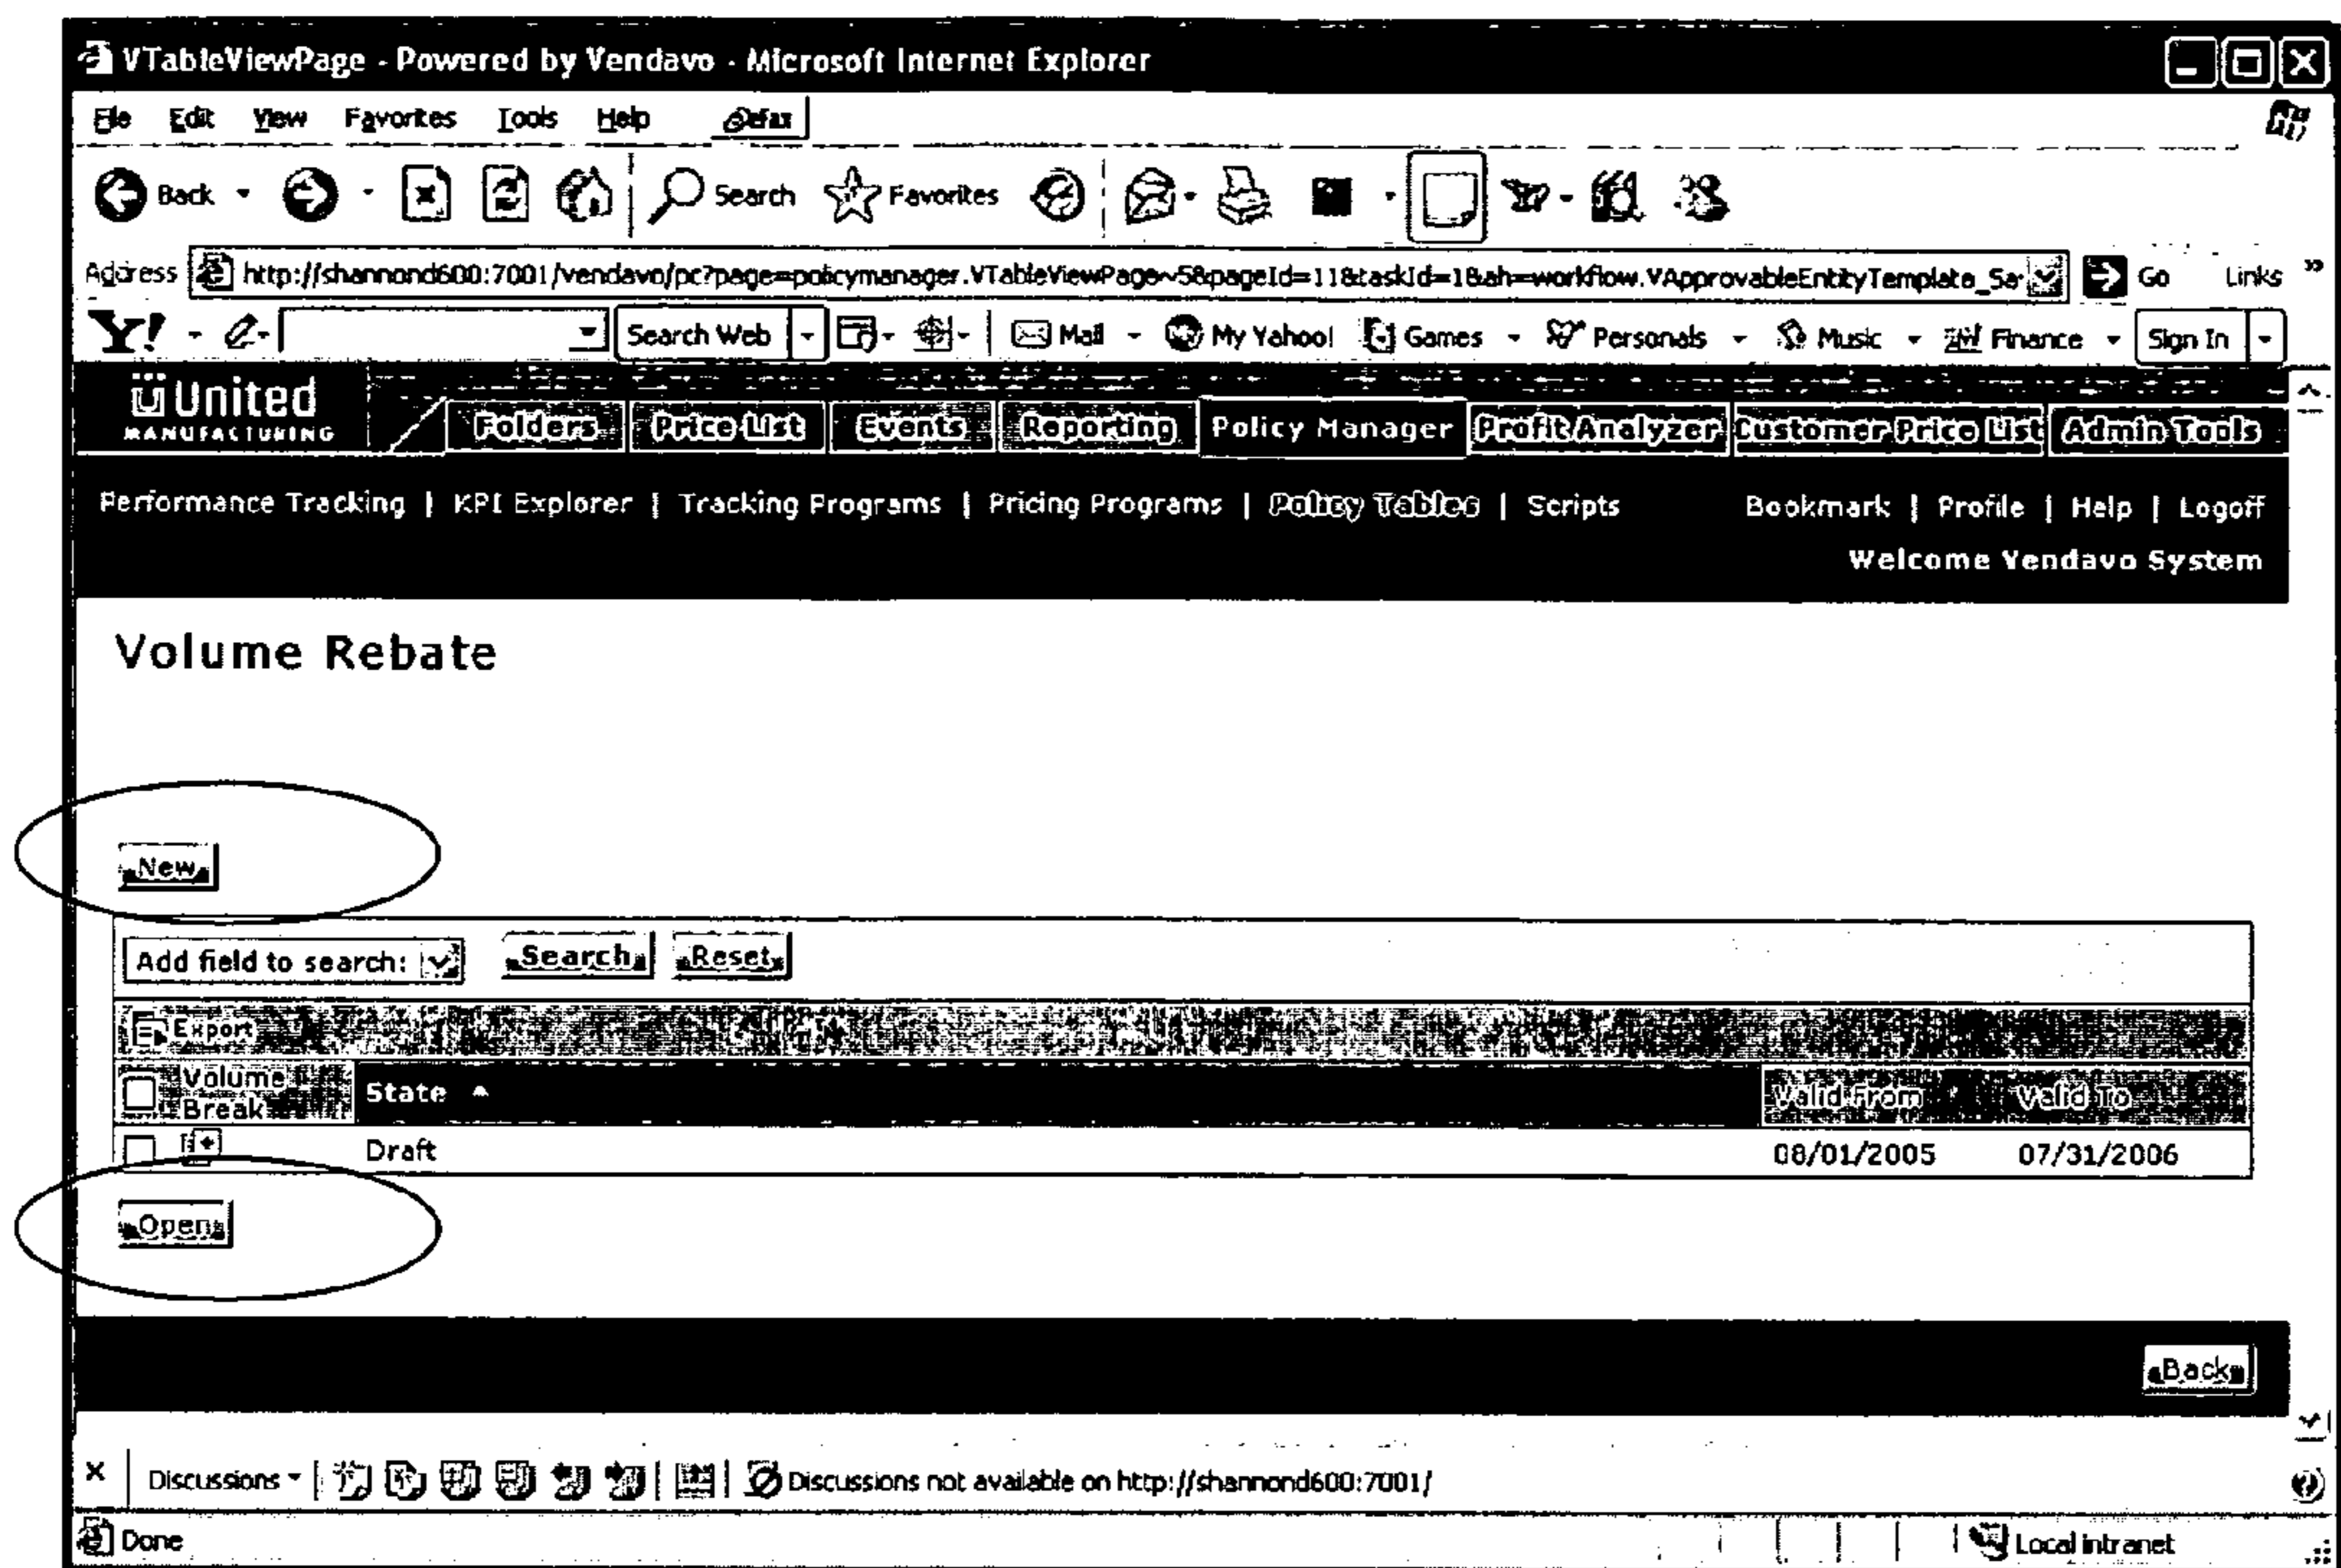 VTableViewPage - Powered by Vendavo - Microsoft Internet Explorer
File Edit View Favorites Tools Help eFax
Back Search Favorites
Address http://shannond600:7001/vendavo/pc?page=policymanager.VTableViewPage~5&pageId=11&taskId=1&ah=workflow.VApprovableEntityTemplate_Sa Go Links »
Y! Search Web Mail My Yahoo! Games Personals Music Finance Sign In
United
MANUFACTURING
Folders Price List Events Reporting Policy Manager Profit Analyzer Customer Price List Admin Tools
Performance Tracking | KPI Explorer | Tracking Programs | Pricing Programs | Policy Tables | Scripts Bookmark | Profile | Help | Logoff
Welcome Vendavo System
Volume Rebate
New
Add field to search: Search Reset
Export
Volume Break State Valid From Valid To
Draft 08/01/2005 07/31/2006
Open
Back
x Discussions Discussions not available on http://shannond600:7001/
Done Local intranet